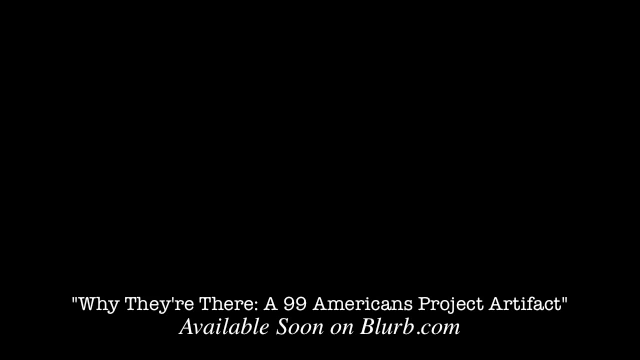 "Why They're There: A 99 Americans Project Artifact"
Available Soon on Blurb.com